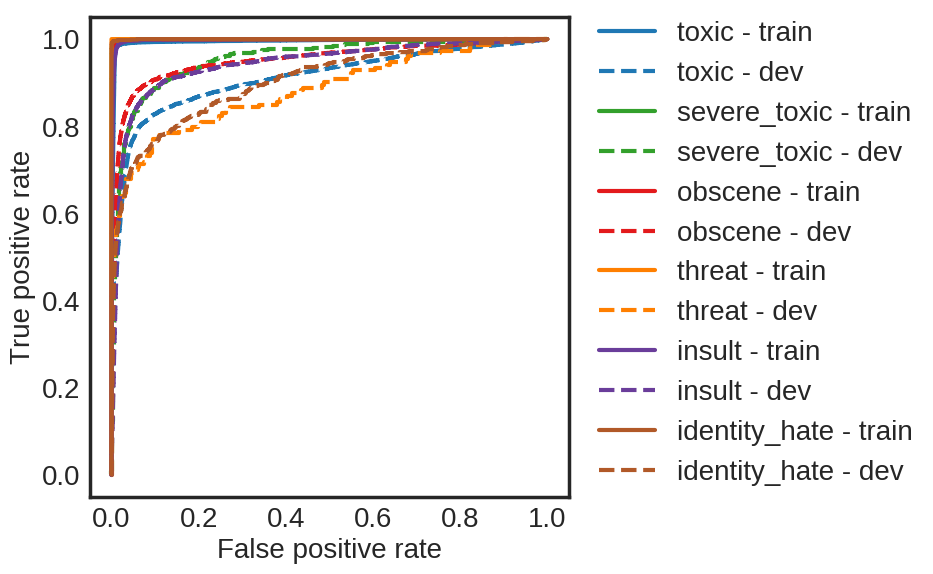 1.0
0.8
0.6
0.4
0.2
0.0
True positive rate
0.0 0.2 0.4 0.6 0.8 1.0
False positive rate
toxic - train
toxic - dev
severe_toxic - train
severe_toxic - dev
obscene - train
obscene - dev
threat - train
threat - dev
insult - train
insult - dev
identity_hate - train
identity_hate - dev